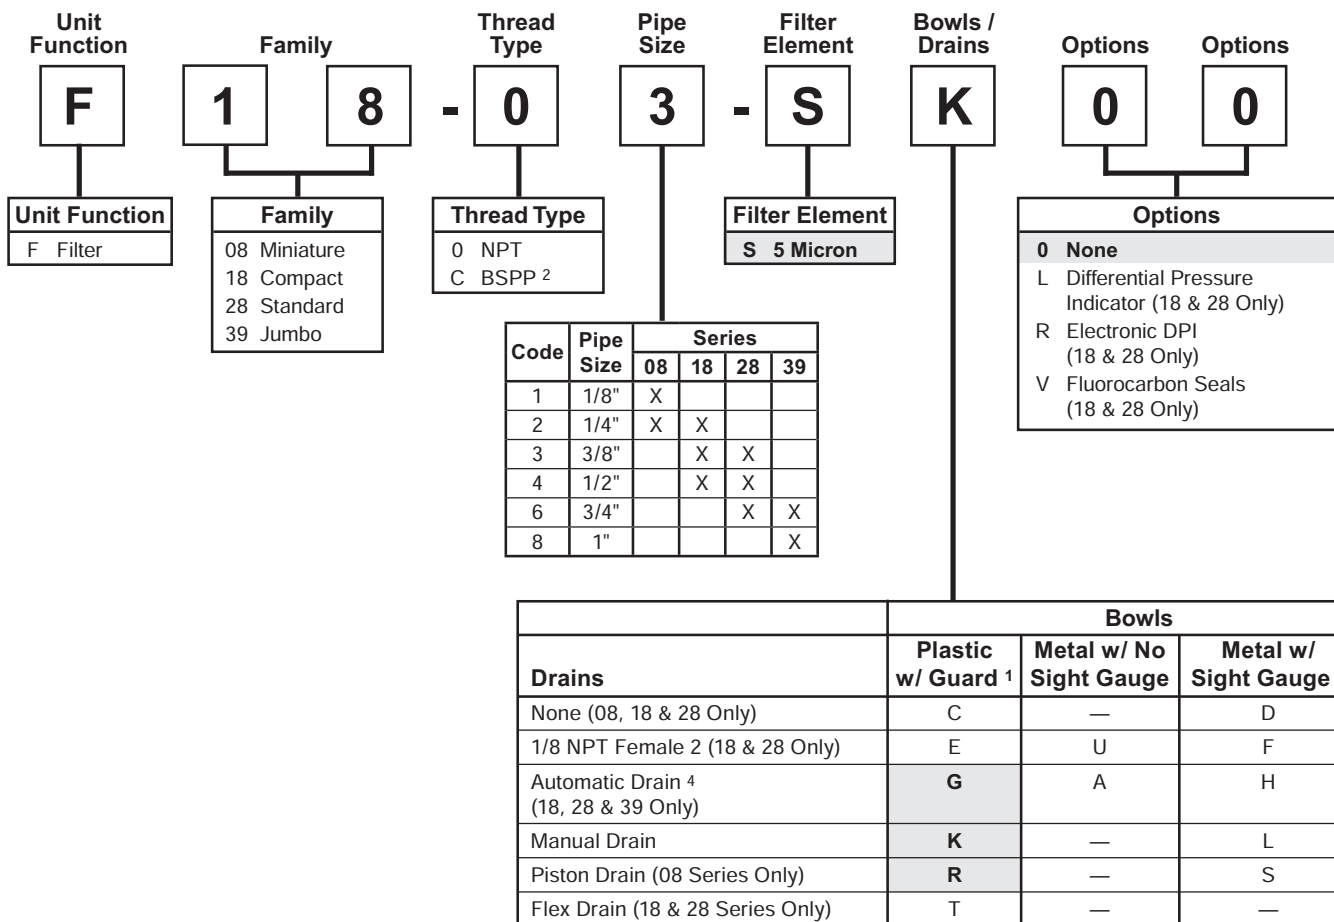 Unit Function
Family
Thread Type
Pipe Size
Filter Element
Bowls / Drains
Options
Options
F 1 8 - 0 3 - S K 0 0
Unit Function
F Filter
Family
08 Miniature
18 Compact
28 Standard
39 Jumbo
Thread Type
0 NPT
C BSPP 2
Filter Element
S 5 Micron
Options
0 None
L Differential Pressure
Indicator (18 & 28 Only)
R Electronic DPI
(18 & 28 Only)
V Fluorocarbon Seals
(18 & 28 Only)
Code Pipe Size Series
08 18 28 39
1 1/8" X
2 1/4" X X
3 3/8" X X
4 1/2" X X
6 3/4" X X
8 1" X
Bowls
Drains Plastic w/ Guard 1 Metal w/ No Sight Gauge Metal w/ Sight Gauge
None (08, 18 & 28 Only) C — D
1/8 NPT Female 2 (18 & 28 Only) E U F
Automatic Drain 4 G A H
(18, 28 & 39 Only)
Manual Drain K — L
Piston Drain (08 Series Only) R — S
Flex Drain (18 & 28 Series Only) T — —